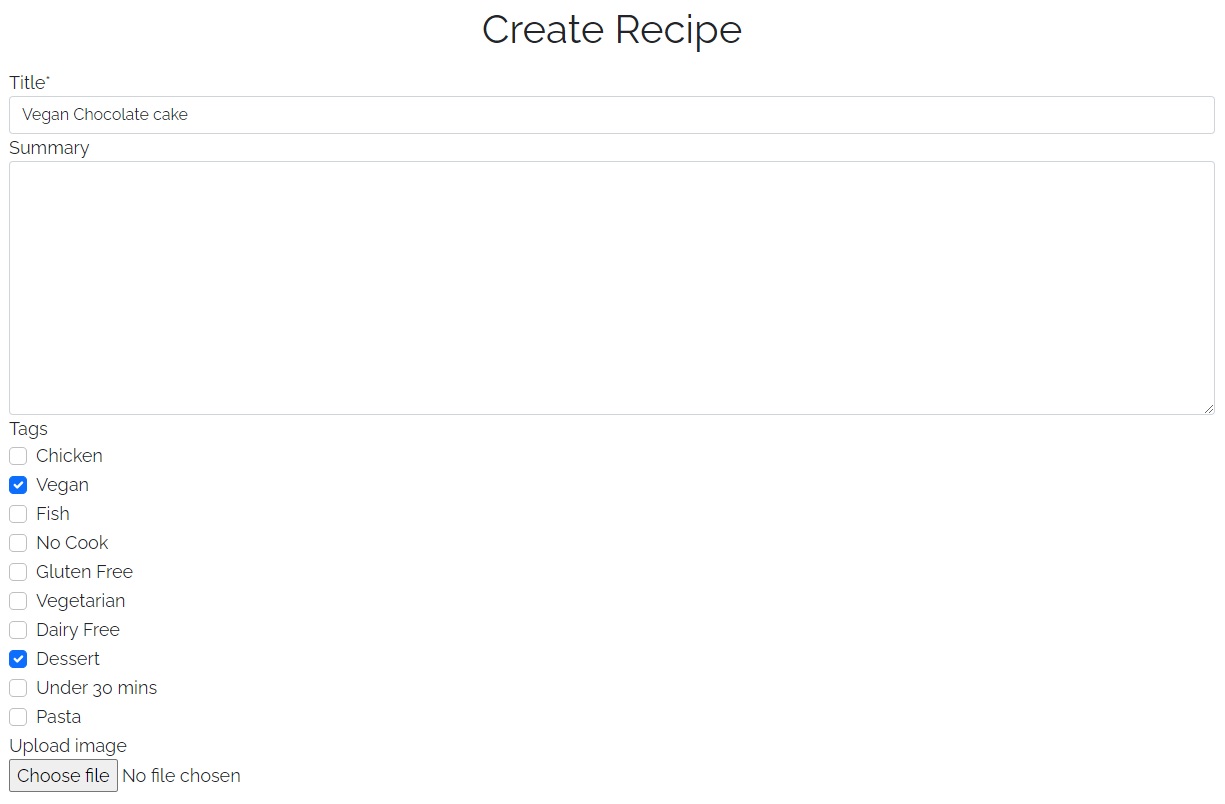 Create Recipe
Title*
Vegan Chocolate cake
Summary
Tags
Chicken
Vegan
Fish
No Cook
Gluten Free
Vegetarian
Dairy Free
Dessert
Under 30 mins
Pasta
Upload image
Choose file No file chosen